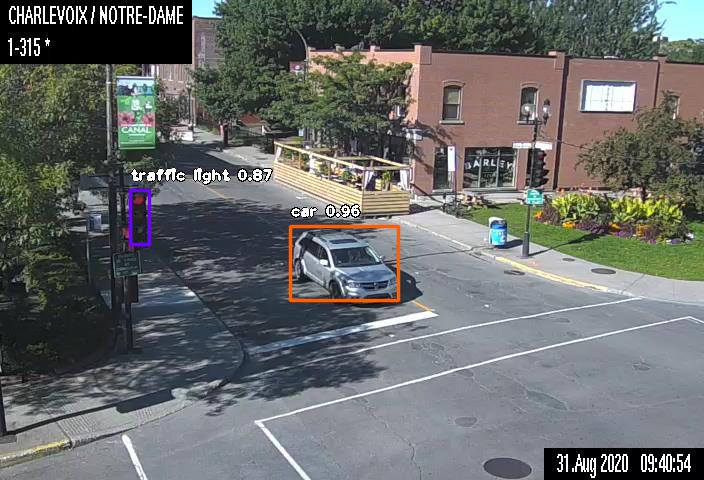 CHARLEVOIX / NOTRE-DAME
1-315 *
CANAL
traffic light 0.87
BARLEY
car 0.96
31.Aug 2020 09:40:54